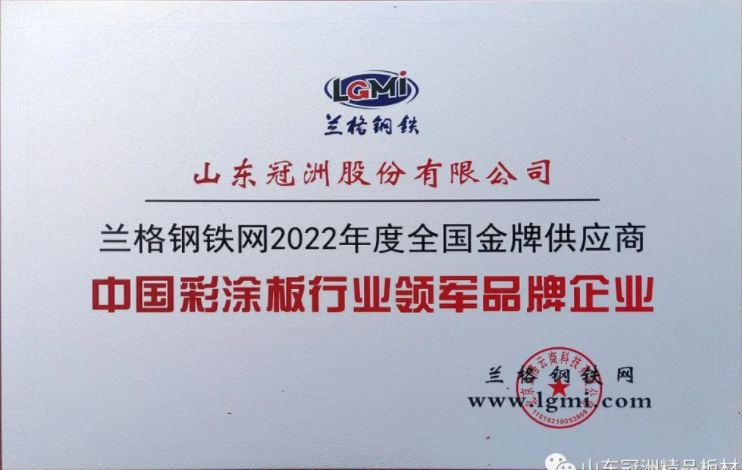 LGMi
兰格钢铁
山东冠洲股份有限公司
兰格钢铁网2022年度全国金牌供应商
中国彩涂板行业领军品牌企业
兰格钢铁网
www.lgmi.com
山东冠洲精品板材